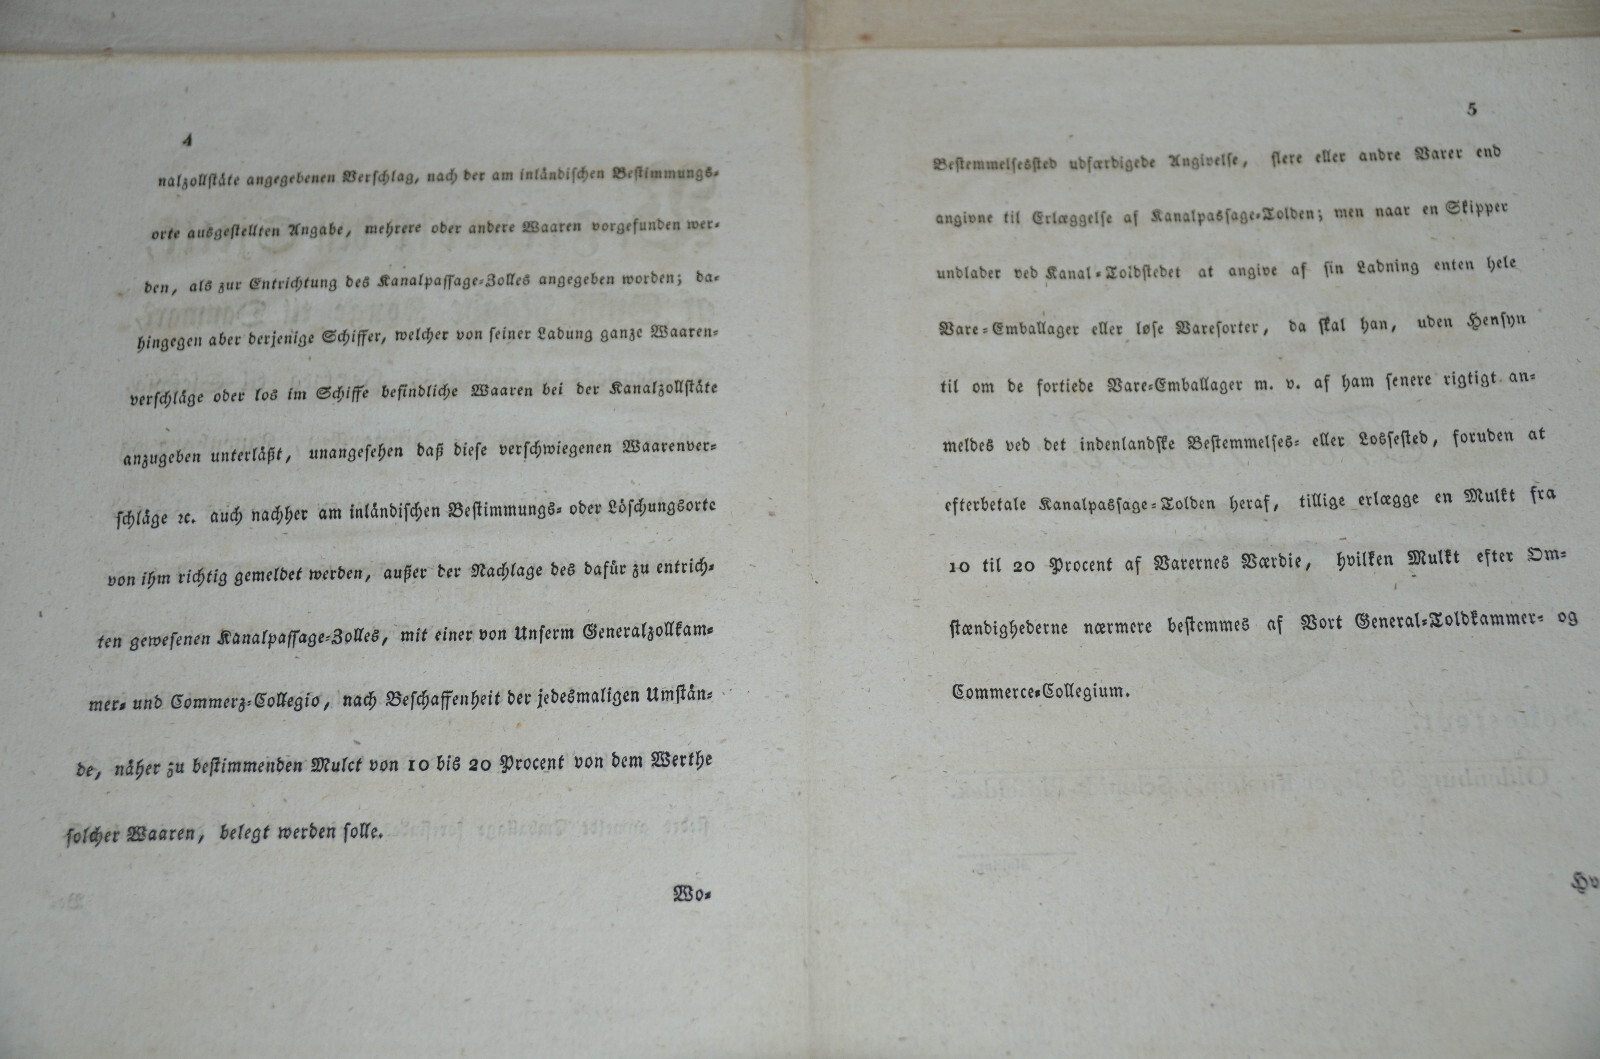 4
nalzollstäte angegebenen Verschlag, nach der am inländischen Bestimmungs-
orte ausgestellten Angabe, mehrere oder andere Waaren vorgefunden wer-
den, als zur Entrichtung des Kanalpassage-Zolles angegeben worden; da-
hingegen aber derjenige Schiffer, welcher von seiner Ladung ganze Waaren-
verschläge oder los im Schiffe befindliche Waaren bei der Kanalzollstäte
anzugeben unterläßt, unangesehen daß diese verschwiegenen Waarenver-
schläge ꝛc. auch nachher am inländischen Bestimmungs- oder Löschungsorte
von ihm richtig gemeldet werden, außer der Nachlage des dafür zu entrich-
ten gewesenen Kanalpassage-Zolles, mit einer von Unserm Generalzollkam-
mer- und Commerz-Collegio, nach Beschaffenheit der jedesmaligen Umstän-
de, näher zu bestimmenden Mulct von 10 bis 20 Procent von dem Werthe
solcher Waaren, belegt werden solle.
Wo-
5
Bestemmelsessted udfærdigede Angivelse, flere eller andre Varer end
angivne til Erlæggelse af Kanalpassage-Tolden; men naar en Skipper
undlader ved Kanal-Toldstedet at angive af sin Ladning enten hele
Vare-Emballager eller løse Varesorter, da skal han, uden Hensyn
til om de fortiede Vare-Emballager m. v. af ham senere rigtigt an-
meldes ved det indenlandske Bestemmelses- eller Lossested, foruden at
efterbetale Kanalpassage-Tolden heraf, tillige erlægge en Mulkt fra
10 til 20 Procent af Varernes Værdie, hvilken Mulkt efter Om-
stændighederne nærmere bestemmes af Vort General-Toldkammer- og
Commerce-Collegium.
Hv